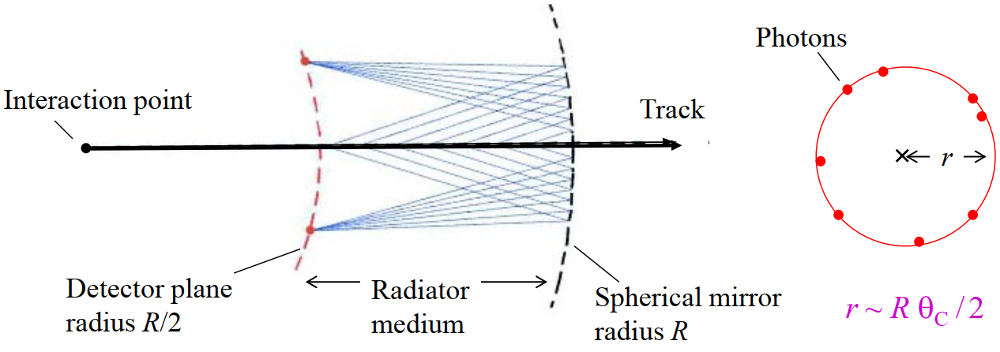 Photons
Interaction point
Track
r
Detector plane
radius R/2
Radiator
medium
Spherical mirror
radius R
r ~ R θC / 2